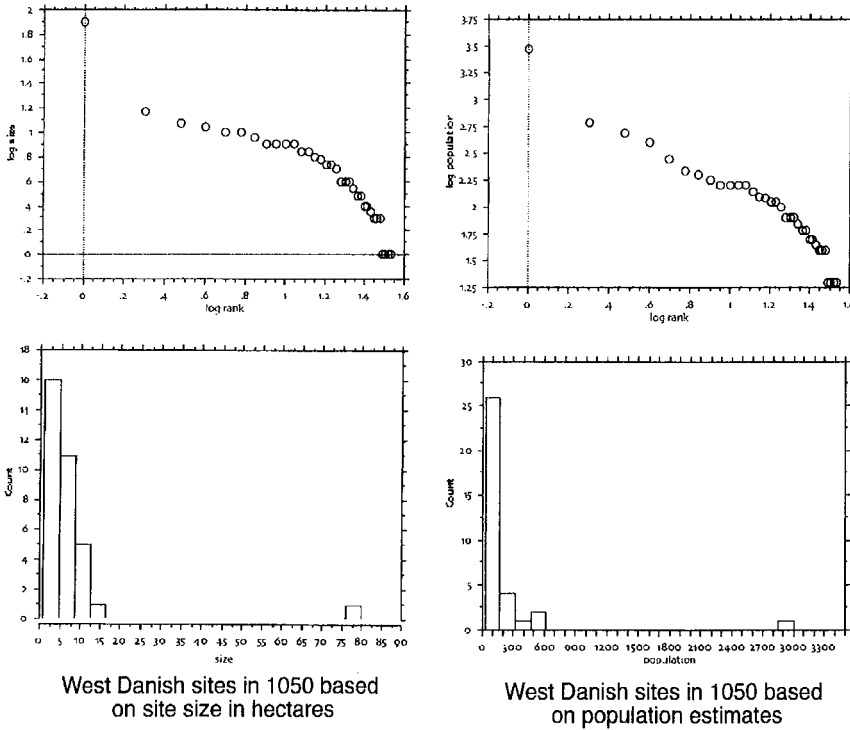 2
1.8
1.6
1.4
1.2
1
.8
.6
.4
.2
0
-.2
log size
-.2 0 .2 .4 .6 .8 1 1.2 1.4 1.6
log rank
3.75
3.5
3.25
3
2.75
2.5
2.25
2
1.75
1.5
1.25
log population
-.2 0 .2 .4 .6 .8 1 1.2 1.4 1.6
log rank
18
16
14
12
10
8
6
4
2
0
Count
0 5 10 15 20 25 30 35 40 45 50 55 60 65 70 75 80 85 90
size
West Danish sites in 1050 based
on site size in hectares
30
25
20
15
10
5
0
Count
0 300 600 900 1200 1500 1800 2100 2400 2700 3000 3300
population
West Danish sites in 1050 based
on population estimates